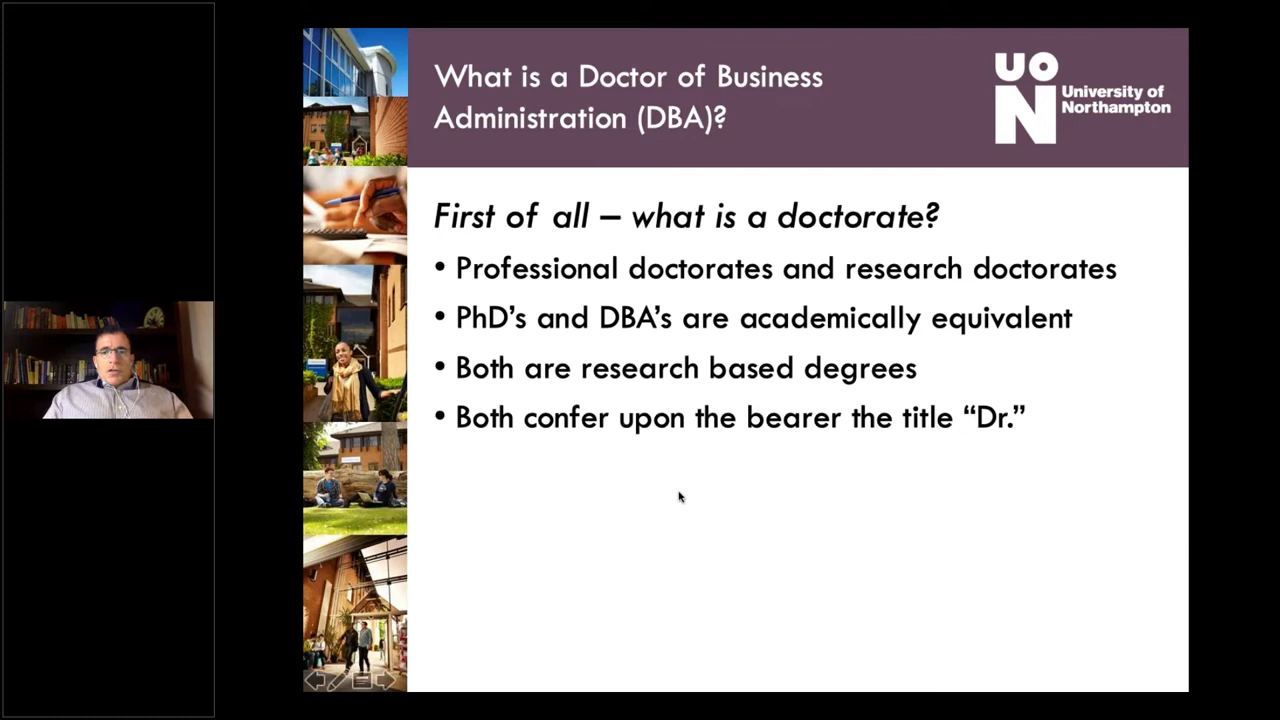 What is a Doctor of Business
Administration (DBA)?
UON
University of
Northampton
First of all – what is a doctorate?
• Professional doctorates and research doctorates
• PhD’s and DBA’s are academically equivalent
• Both are research based degrees
• Both confer upon the bearer the title “Dr.”